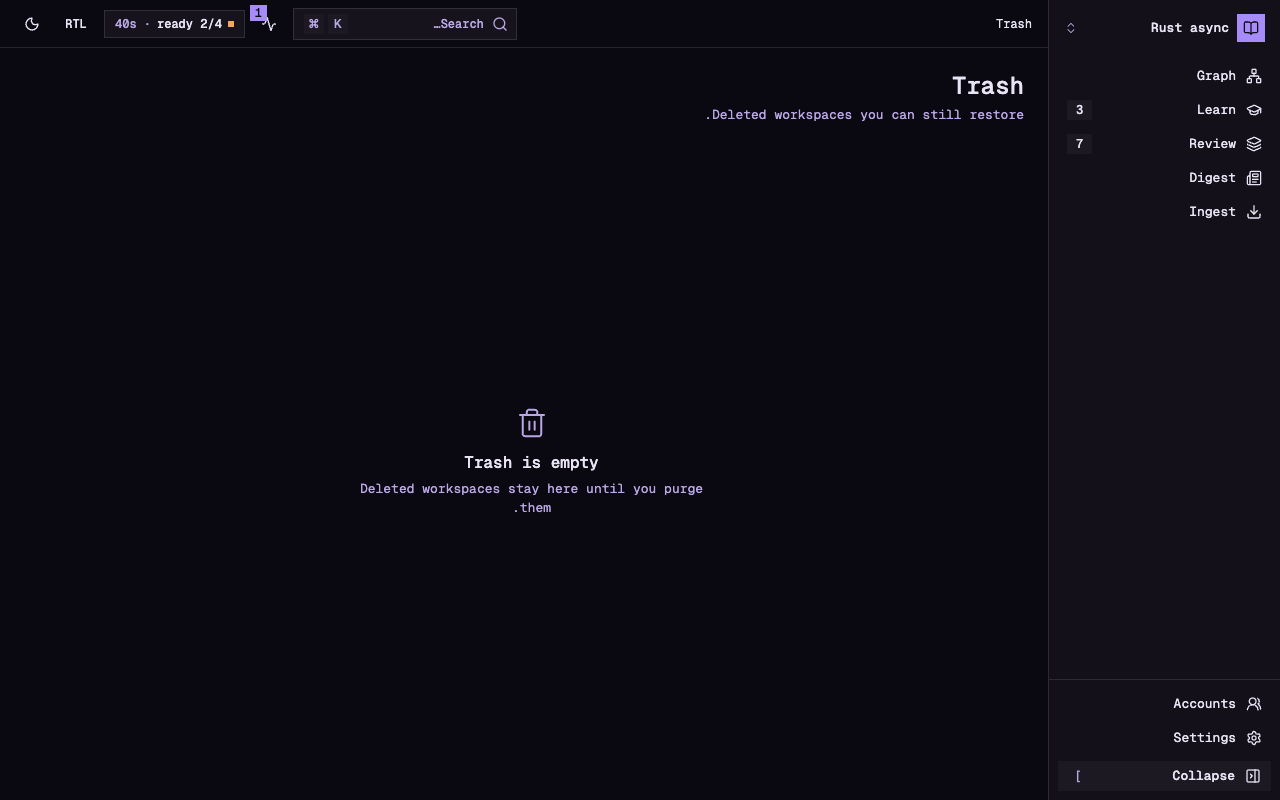 RTL
40s · ready 2/4
1
⌘ K
…Search
Trash
Rust async
Graph
Learn
3
Review
7
Digest
Ingest
Trash
.Deleted workspaces you can still restore
Trash is empty
Deleted workspaces stay here until you purge
.them
Accounts
Settings
Collapse
[